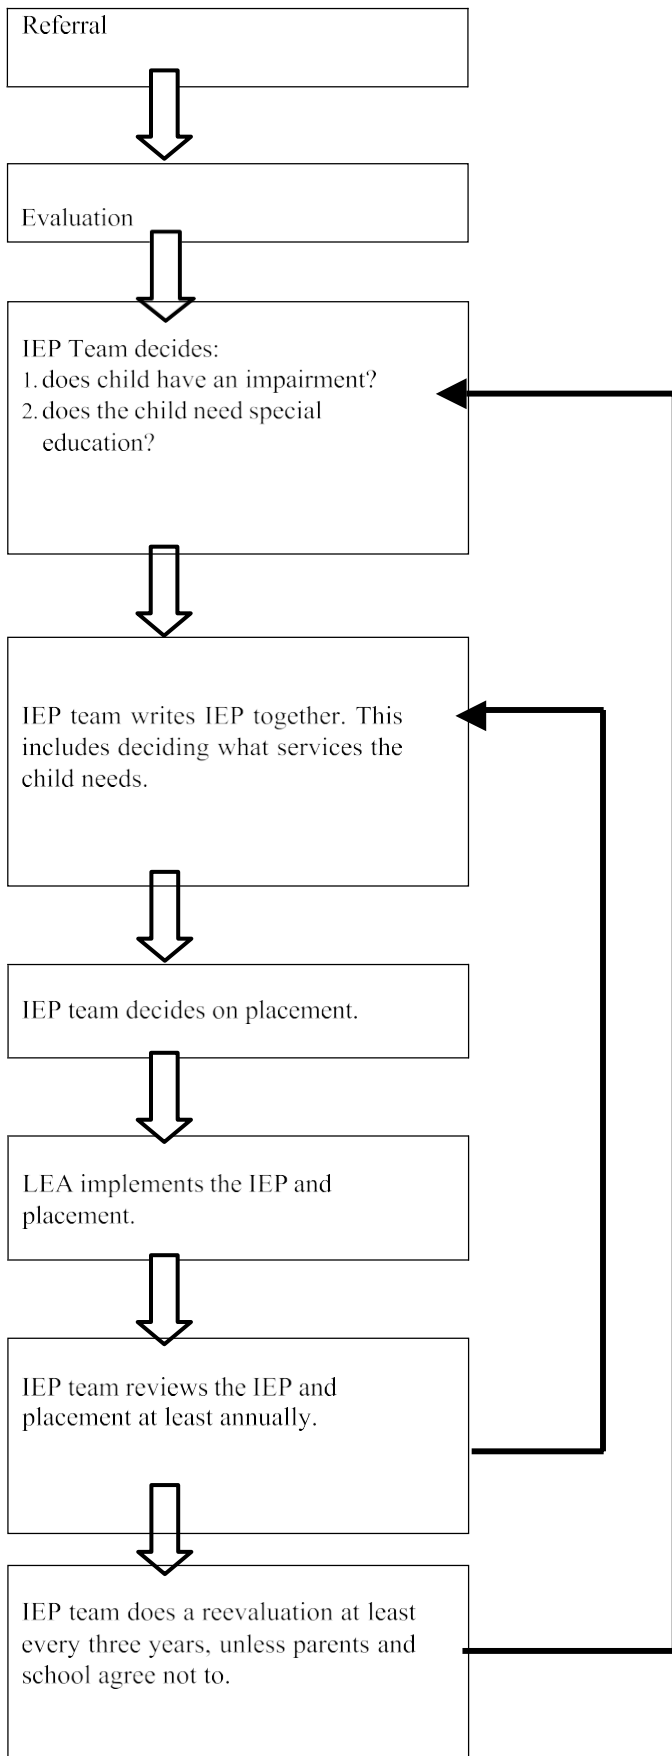 Referral
Evaluation
IEP Team decides:
1. does child have an impairment?
2. does the child need special
education?
IEP team writes IEP together. This
includes deciding what services the
child needs.
IEP team decides on placement.
LEA implements the IEP and
placement.
IEP team reviews the IEP and
placement at least annually.
IEP team does a reevaluation at least
every three years, unless parents and
school agree not to.